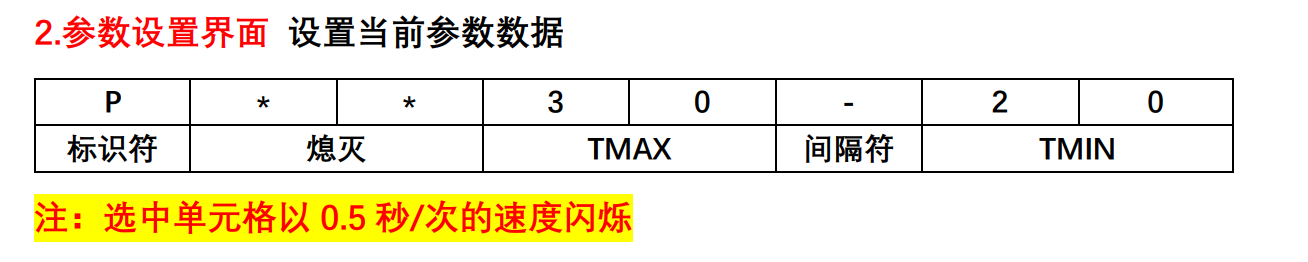 2.参数设置界面 设置当前参数数据
P * * 3 0 - 2 0
标识符 熄灭 TMAX 间隔符 TMIN
注：选中单元格以 0.5 秒/次的速度闪烁